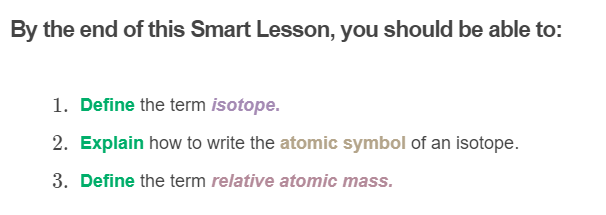 By the end of this Smart Lesson, you should be able to:
1. Define the term isotope.
2. Explain how to write the atomic symbol of an isotope.
3. Define the term relative atomic mass.